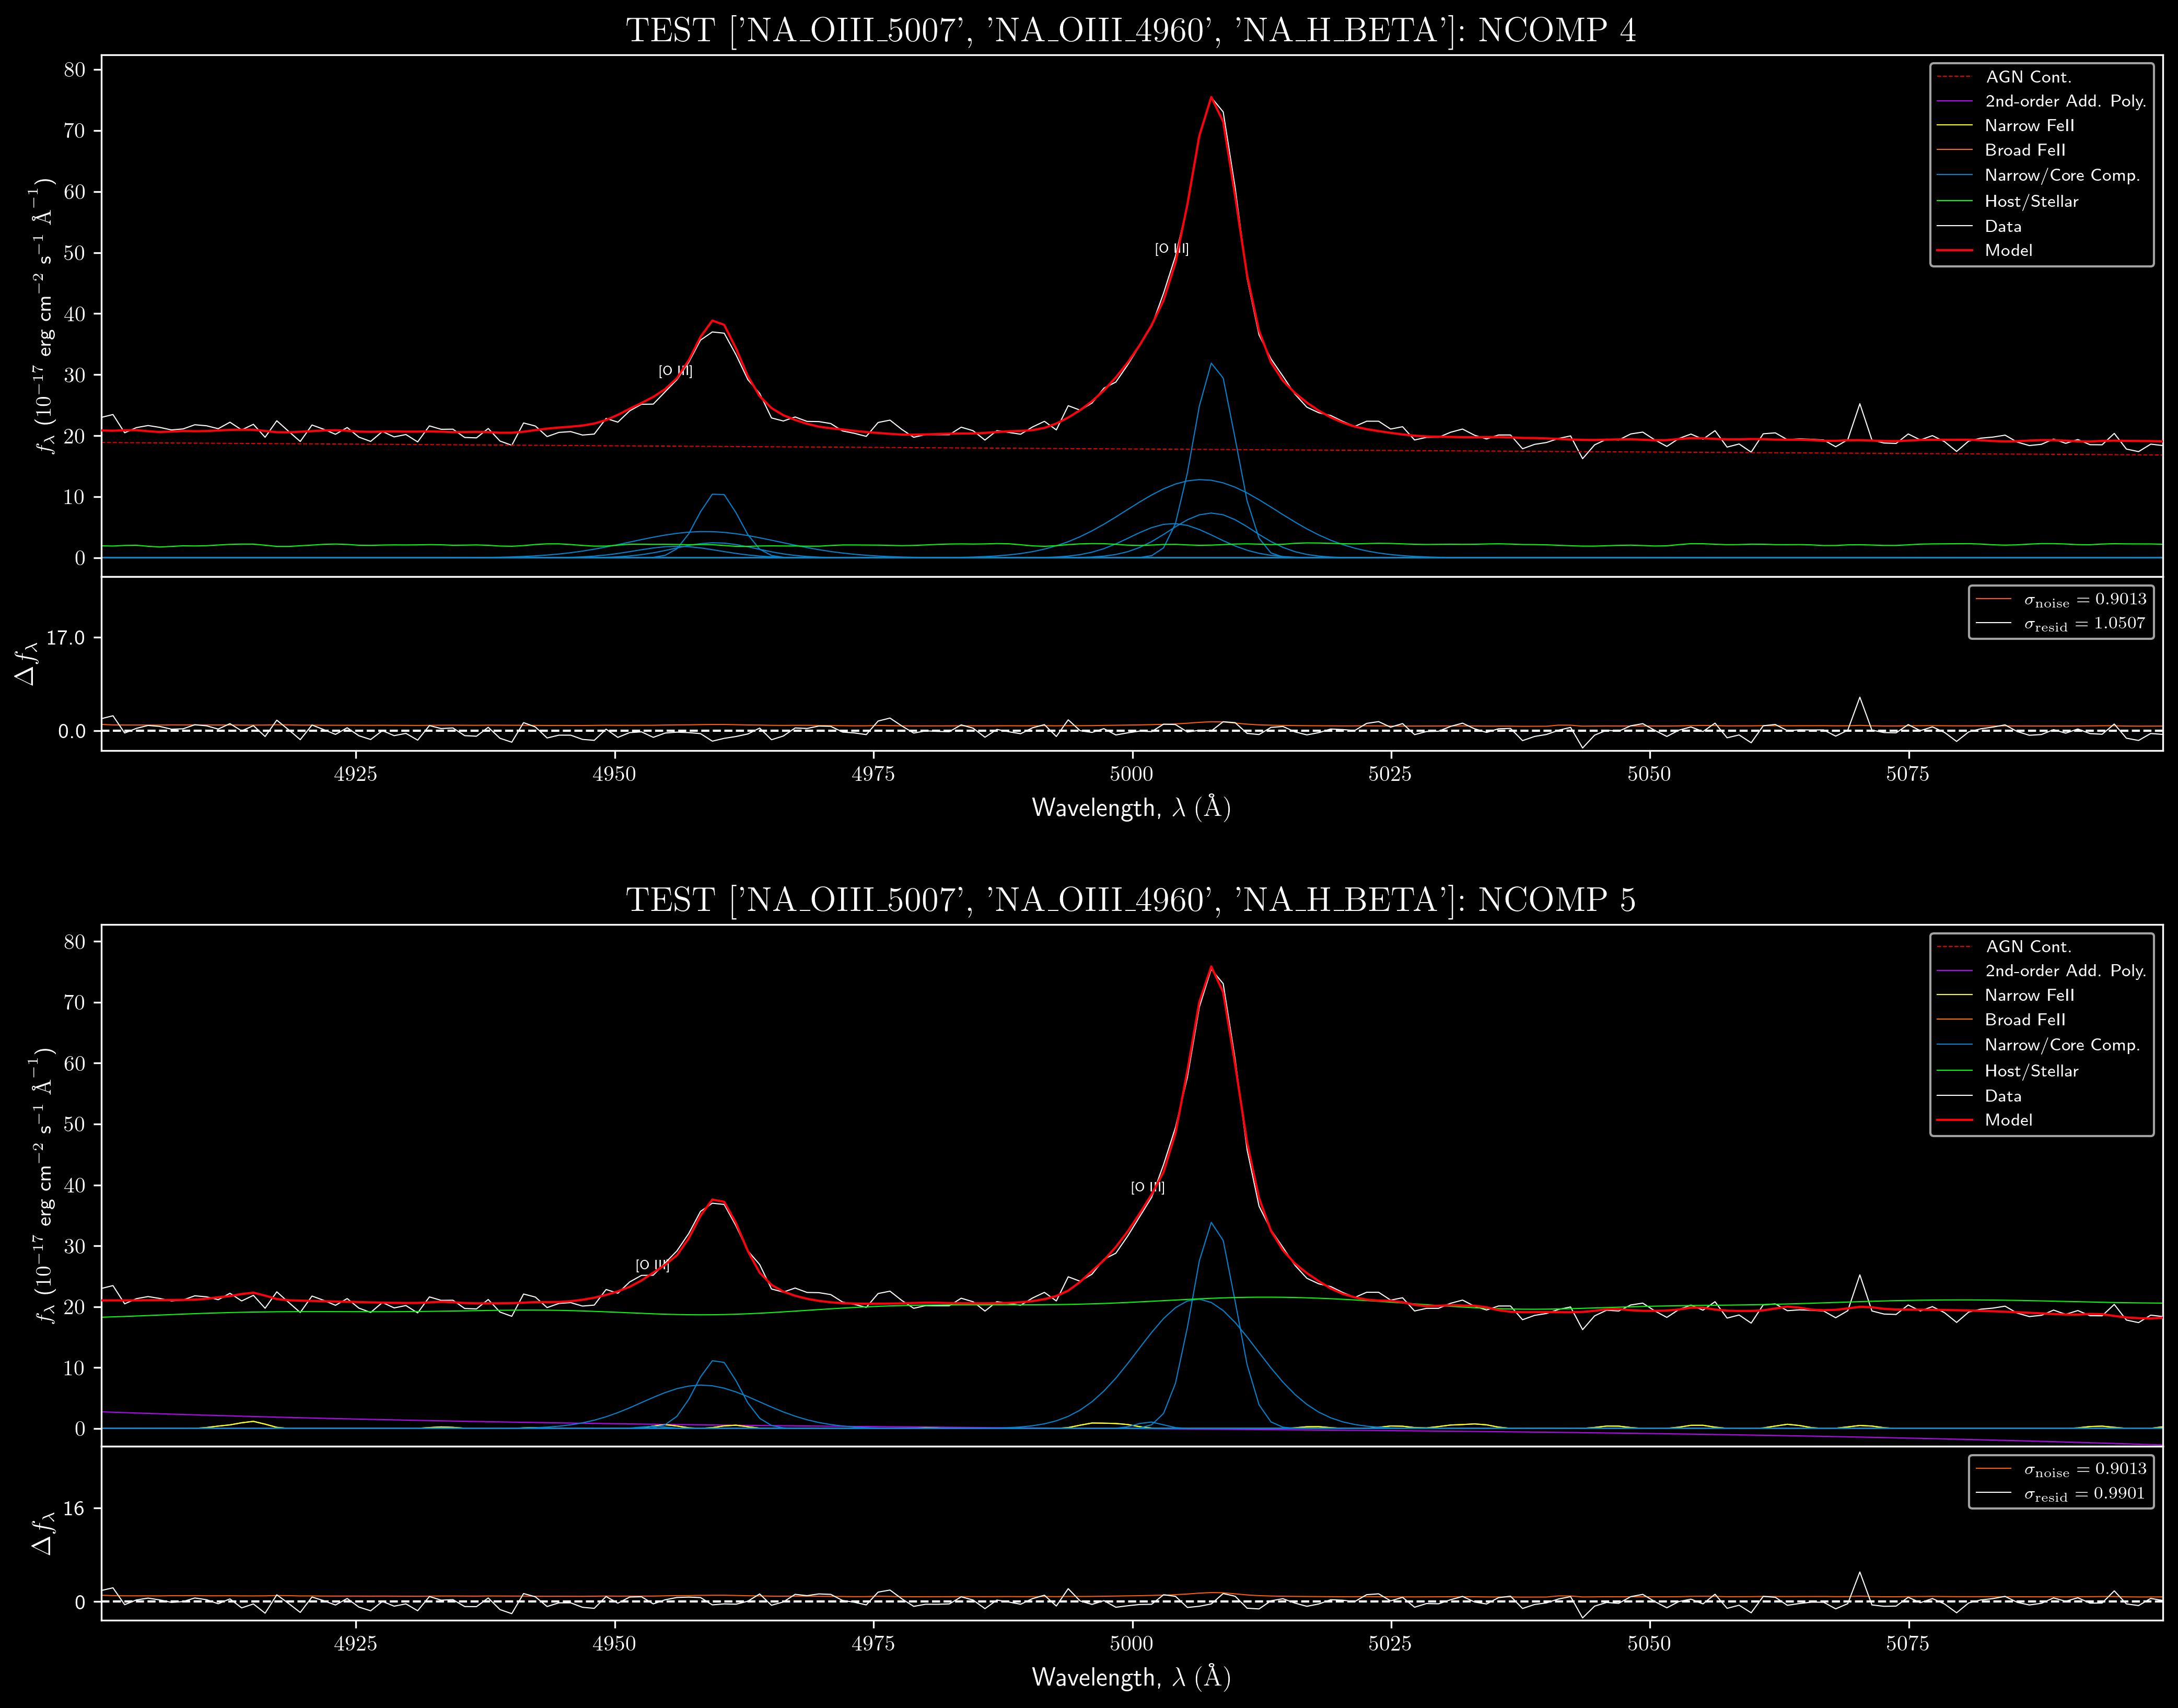 TEST ['NA_OIII_5007', 'NA_OIII_4960', 'NA_H_BETA']: NCOMP 4
fλ (10⁻¹⁷ erg cm⁻² s⁻¹ Å⁻¹)
80
70
60
50
40
30
20
10
0
[O III]
[O III]
AGN Cont.
2nd-order Add. Poly.
Narrow FeII
Broad FeII
Narrow/Core Comp.
Host/Stellar
Data
Model
Δfλ
17.0
0.0
σnoise = 0.9013
σresid = 1.0507
4925 4950 4975 5000 5025 5050 5075
Wavelength, λ (Å)
TEST ['NA_OIII_5007', 'NA_OIII_4960', 'NA_H_BETA']: NCOMP 5
fλ (10⁻¹⁷ erg cm⁻² s⁻¹ Å⁻¹)
80
70
60
50
40
30
20
10
0
[O III]
[O III]
AGN Cont.
2nd-order Add. Poly.
Narrow FeII
Broad FeII
Narrow/Core Comp.
Host/Stellar
Data
Model
Δfλ
16
0
σnoise = 0.9013
σresid = 0.9901
4925 4950 4975 5000 5025 5050 5075
Wavelength, λ (Å)